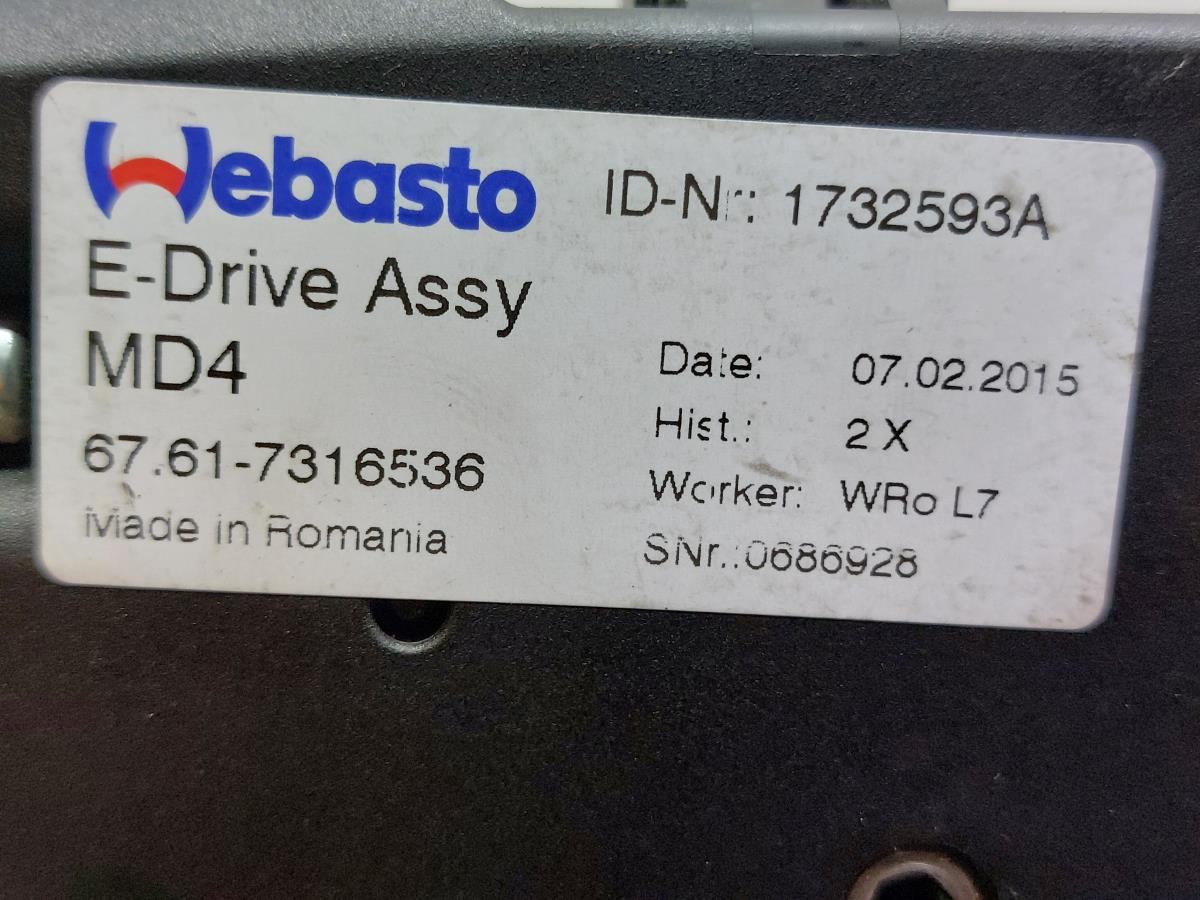 Webasto
ID-Nr: 1732593A
E-Drive Assy
MD4
67.61-7316536
Made in Romania
Date: 07.02.2015
Hist.: 2 X
Worker: WRo L7
SNr.:0686928